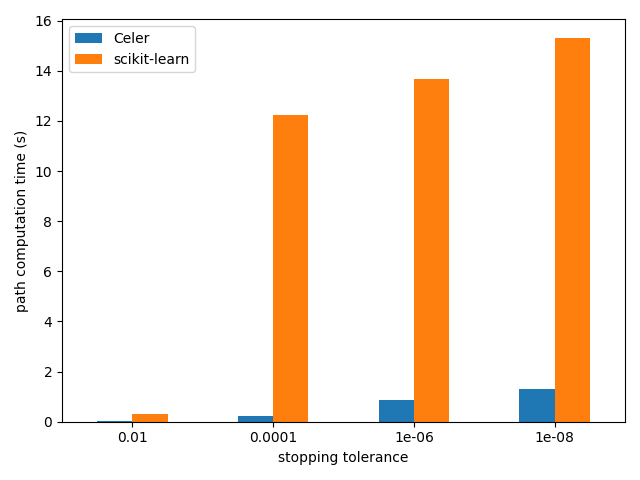 Celer
scikit-learn
path computation time (s)
16
14
12
10
8
6
4
2
0
0.01 0.0001 1e-06 1e-08
stopping tolerance